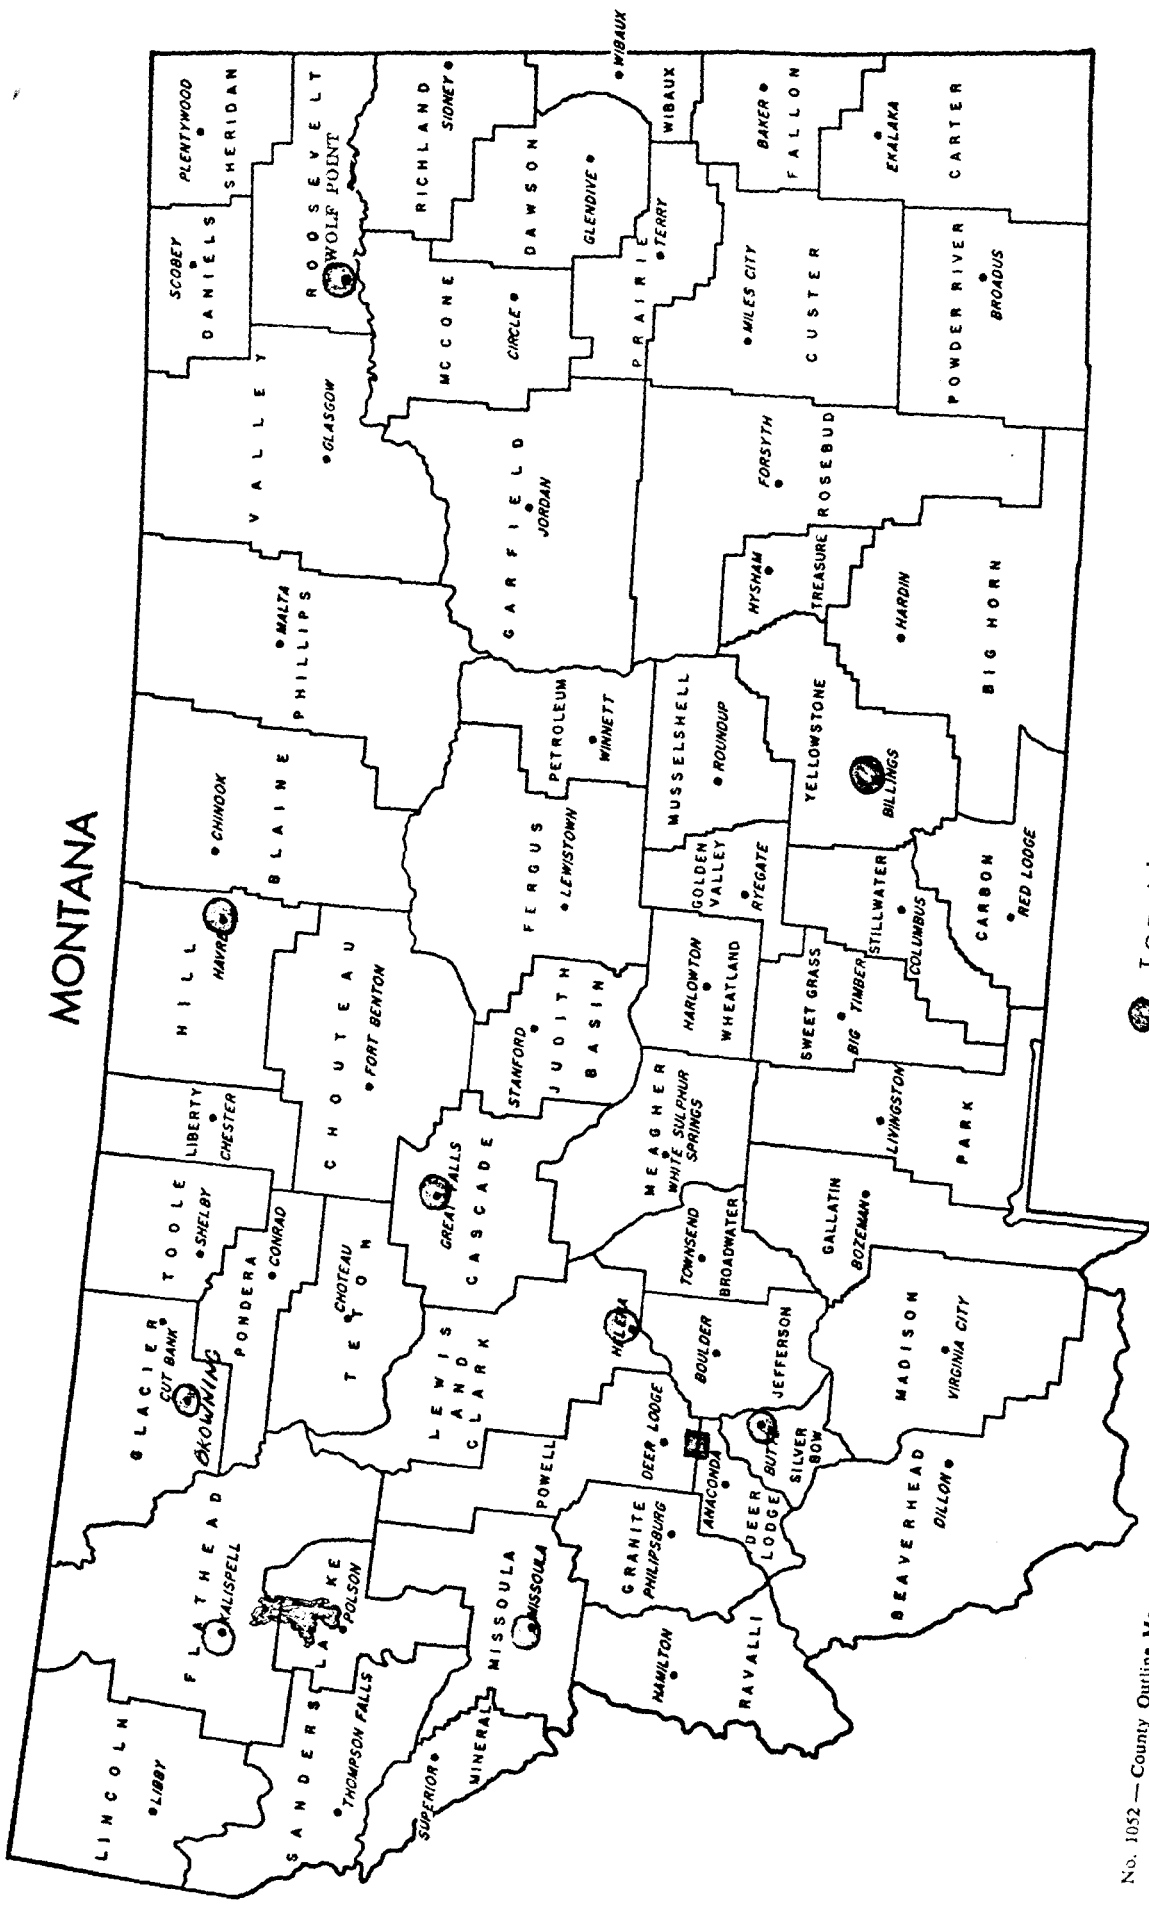 MONTANA
LINCOLN
LIBBY
FLATHEAD
KALISPELL
GLACIER
CUT BANK
BROWNING
TOOLE
SHELBY
LIBERTY
CHESTER
HILL
HAVRE
CHINOOK
BLAINE
MALTA
PHILLIPS
VALLEY
GLASGOW
SCOBEY
DANIELS
PLENTYWOOD
SHERIDAN
ROOSEVELT
WOLF POINT
SANDERS
THOMPSON FALLS
LAKE
POLSON
PONDERA
CONRAD
CHOTEAU
TETON
CHOUTEAU
FORT BENTON
MCCONE
CIRCLE
RICHLAND
SIDNEY
SUPERIOR
MINERAL
MISSOULA
MISSOULA
POWELL
DEER LODGE
LEWIS
AND
CLARK
HELENA
GREAT FALLS
CASCADE
STANFORD
JUDITH
BASIN
FERGUS
LEWISTOWN
PETROLEUM
WINNETT
GARFIELD
JORDAN
DAWSON
GLENDIVE
WIBAUX
WIBAUX
PRAIRIE
TERRY
HAMILTON
RAVALLI
GRANITE
PHILIPSBURG
ANACONDA
DEER
LODGE
BUTTE
SILVER
BOW
BOULDER
JEFFERSON
TOWNSEND
BROADWATER
MEAGHER
WHITE SULPHUR
SPRINGS
HARLOWTON
WHEATLAND
GOLDEN
VALLEY
RYEGATE
MUSSELSHELL
ROUNDUP
HYSHAM
TREASURE
FORSYTH
ROSEBUD
MILES CITY
CUSTER
BAKER
FALLON
BEAVERHEAD
DILLON
MADISON
VIRGINIA CITY
GALLATIN
BOZEMAN
LIVINGSTON
PARK
SWEET GRASS
BIG TIMBER
STILLWATER
COLUMBUS
YELLOWSTONE
BILLINGS
CARBON
RED LODGE
HARDIN
BIG HORN
POWDER RIVER
BROADUS
EKALAKA
CARTER
No. 1052 — County Outline